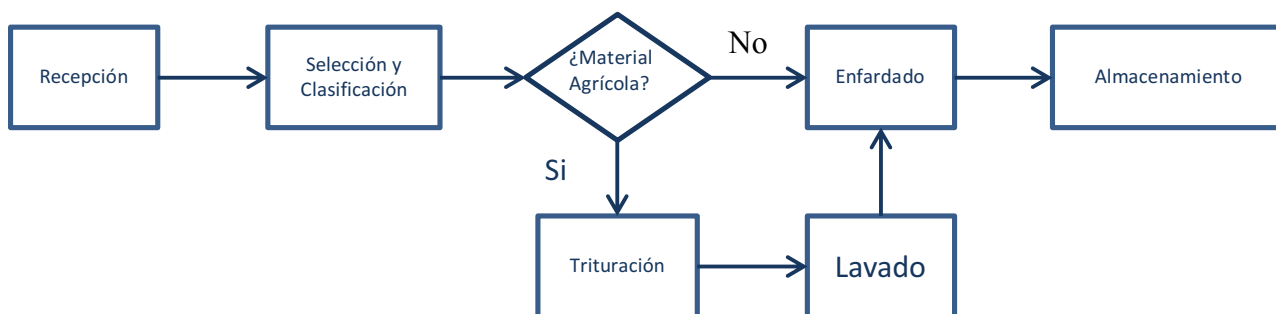 Recepción
Selección y
Clasificación
¿Material
Agrícola?
No
Enfardado
Almacenamiento
Si
Trituración
Lavado